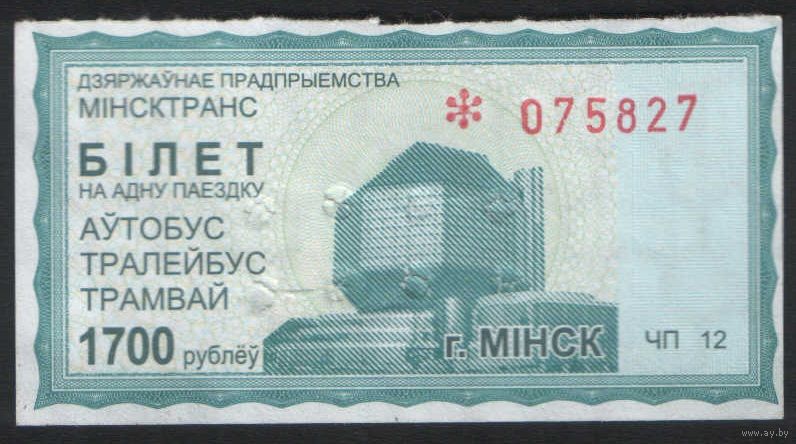 ДЗЯРЖАЎНАЕ ПРАДПРЫЕМСТВА
МІНСКТРАНС
* 075827
БІЛЕТ
НА АДНУ ПАЕЗДКУ
АЎТОБУС
ТРАЛЕЙБУС
ТРАМВАЙ
1700 рублёў
г. МІНСК
ЧП 12
www.ay.by